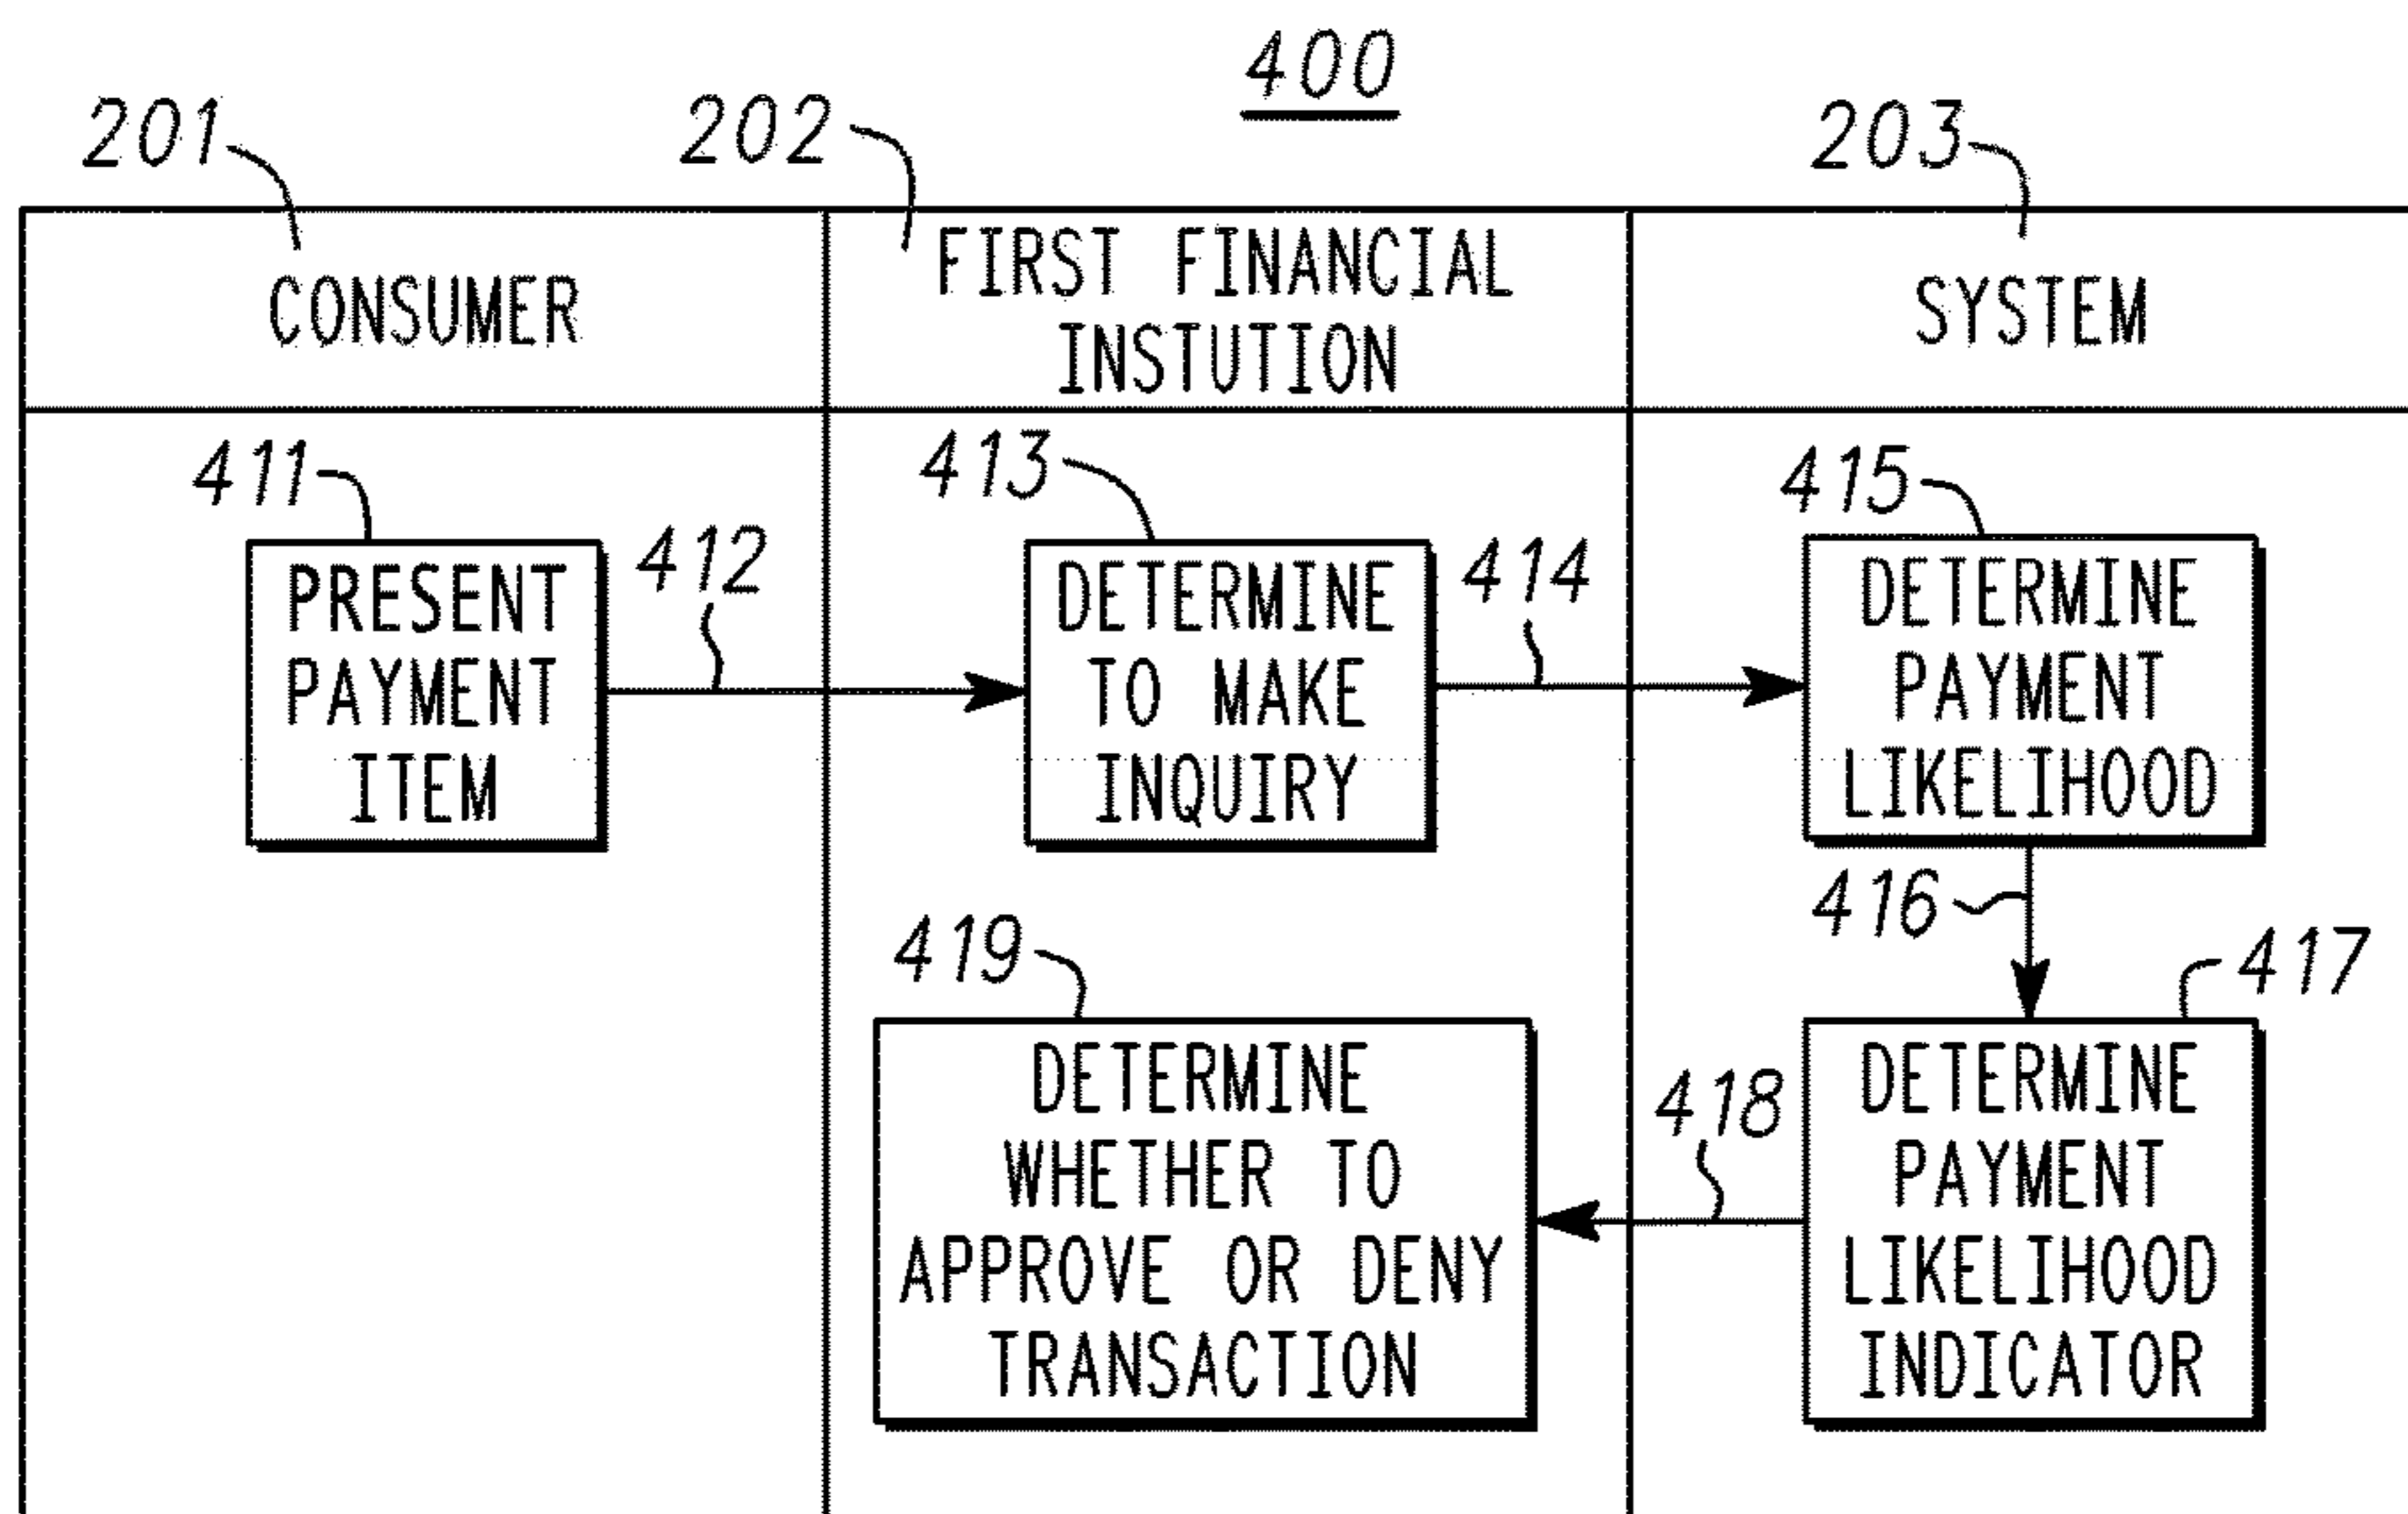 400
201
202
203
CONSUMER
FIRST FINANCIAL
INSTUTION
SYSTEM
411
412
413
414
415
PRESENT
PAYMENT
ITEM
DETERMINE
TO MAKE
INQUIRY
DETERMINE
PAYMENT
LIKELIHOOD
416
417
418
419
DETERMINE
WHETHER TO
APPROVE OR DENY
TRANSACTION
DETERMINE
PAYMENT
LIKELIHOOD
INDICATOR